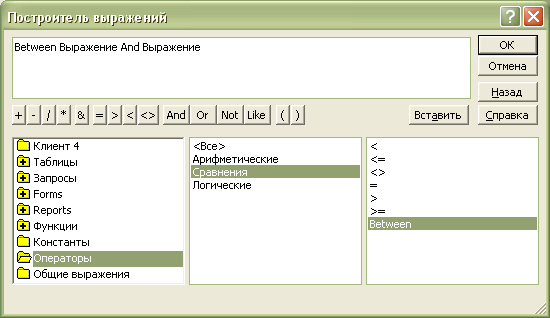 Построитель выражений
Between Выражение And Выражение
OK
Отмена
Назад
Справка
+ - / * & = > < <> And Or Not Like ( ) Вставить
Клиент 4
Таблицы
Запросы
Forms
Reports
Функции
Константы
Операторы
Общие выражения
<Все>
Арифметические
Сравнения
Логические
<
<=
<>
=
>
>=
Between